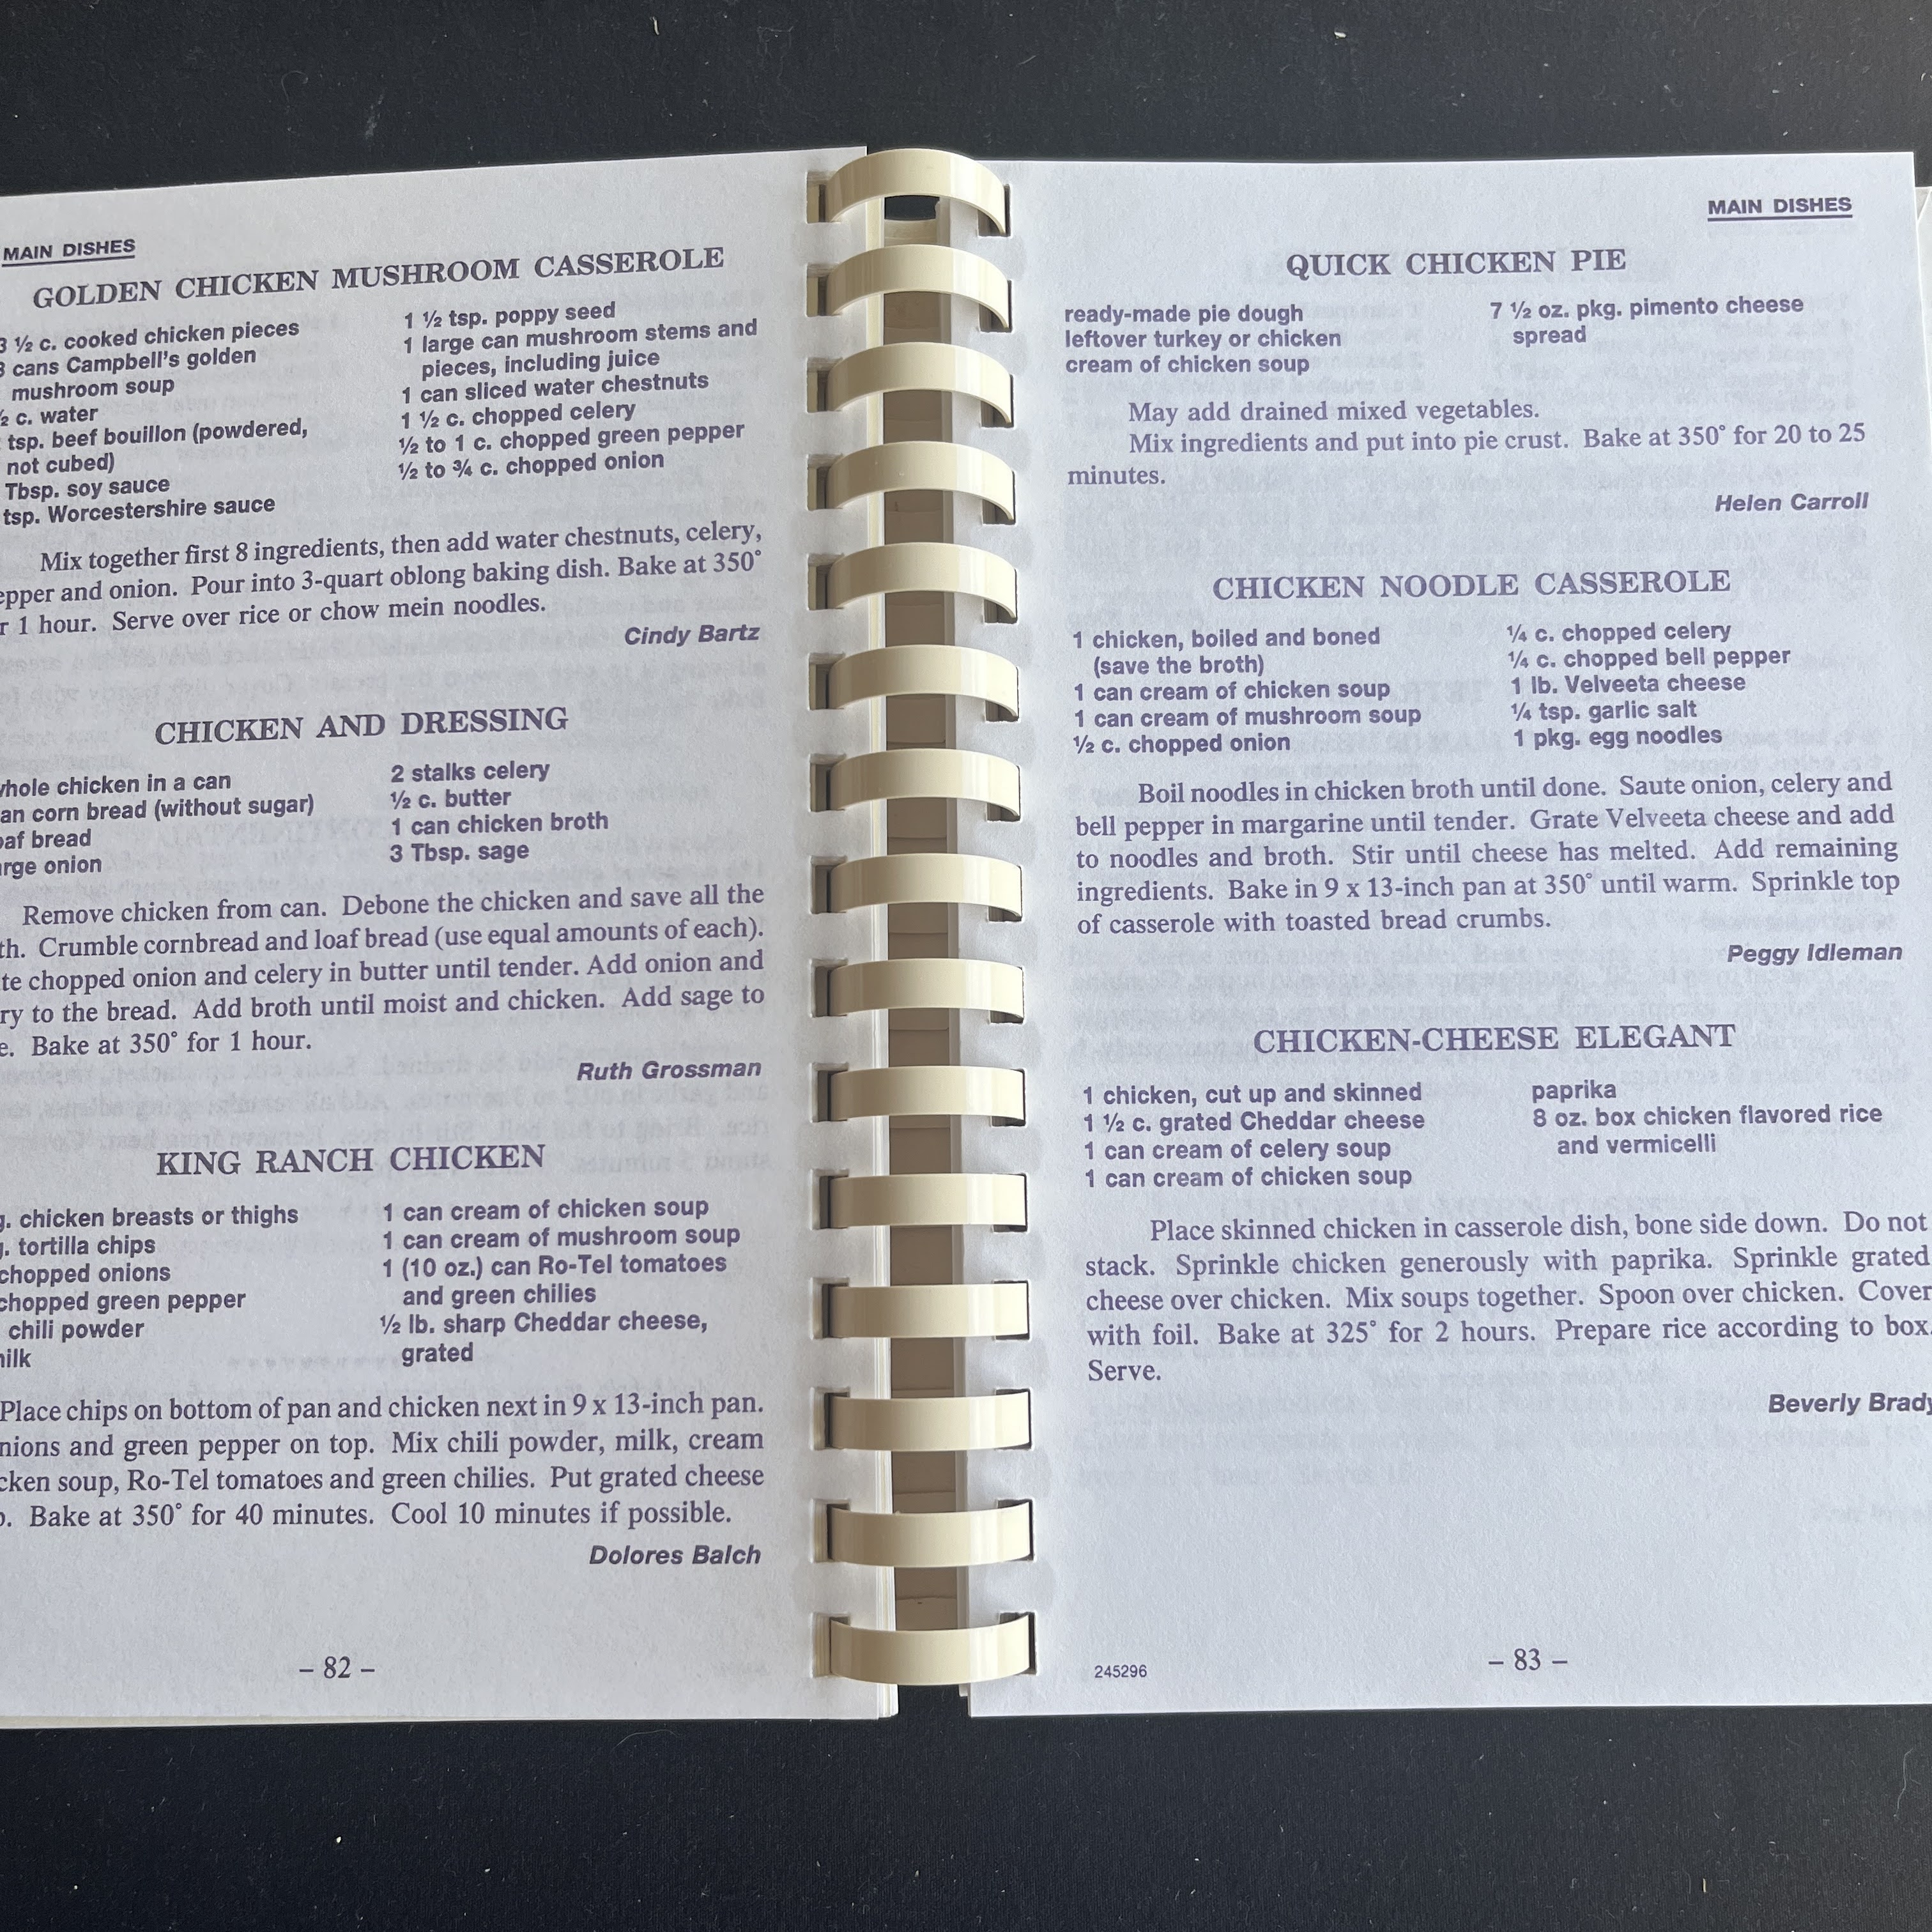 MAIN DISHES
GOLDEN CHICKEN MUSHROOM CASSEROLE
3 ½ c. cooked chicken pieces
3 cans Campbell's golden
mushroom soup
½ c. water
tsp. beef bouillon (powdered,
not cubed)
Tbsp. soy sauce
tsp. Worcestershire sauce
1 ½ tsp. poppy seed
1 large can mushroom stems and
pieces, including juice
1 can sliced water chestnuts
1 ½ c. chopped celery
½ to 1 c. chopped green pepper
½ to ¾ c. chopped onion
Mix together first 8 ingredients, then add water chestnuts, celery,
epper and onion. Pour into 3-quart oblong baking dish. Bake at 350°
r 1 hour. Serve over rice or chow mein noodles.
Cindy Bartz
CHICKEN AND DRESSING
whole chicken in a can
an corn bread (without sugar)
oaf bread
arge onion
2 stalks celery
½ c. butter
1 can chicken broth
3 Tbsp. sage
Remove chicken from can. Debone the chicken and save all the
th. Crumble cornbread and loaf bread (use equal amounts of each).
te chopped onion and celery in butter until tender. Add onion and
ry to the bread. Add broth until moist and chicken. Add sage to
e. Bake at 350° for 1 hour.
Ruth Grossman
KING RANCH CHICKEN
g. chicken breasts or thighs
g. tortilla chips
chopped onions
chopped green pepper
chili powder
milk
1 can cream of chicken soup
1 can cream of mushroom soup
1 (10 oz.) can Ro-Tel tomatoes
and green chilies
½ lb. sharp Cheddar cheese,
grated
Place chips on bottom of pan and chicken next in 9 x 13-inch pan.
nions and green pepper on top. Mix chili powder, milk, cream
cken soup, Ro-Tel tomatoes and green chilies. Put grated cheese
p. Bake at 350° for 40 minutes. Cool 10 minutes if possible.
Dolores Balch
– 82 –
MAIN DISHES
QUICK CHICKEN PIE
ready-made pie dough
leftover turkey or chicken
cream of chicken soup
7 ½ oz. pkg. pimento cheese
spread
May add drained mixed vegetables.
Mix ingredients and put into pie crust. Bake at 350° for 20 to 25
minutes.
Helen Carroll
CHICKEN NOODLE CASSEROLE
1 chicken, boiled and boned
(save the broth)
1 can cream of chicken soup
1 can cream of mushroom soup
½ c. chopped onion
¼ c. chopped celery
¼ c. chopped bell pepper
1 lb. Velveeta cheese
¼ tsp. garlic salt
1 pkg. egg noodles
Boil noodles in chicken broth until done. Saute onion, celery and
bell pepper in margarine until tender. Grate Velveeta cheese and add
to noodles and broth. Stir until cheese has melted. Add remaining
ingredients. Bake in 9 x 13-inch pan at 350° until warm. Sprinkle top
of casserole with toasted bread crumbs.
Peggy Idleman
CHICKEN-CHEESE ELEGANT
1 chicken, cut up and skinned
1 ½ c. grated Cheddar cheese
1 can cream of celery soup
1 can cream of chicken soup
paprika
8 oz. box chicken flavored rice
and vermicelli
Place skinned chicken in casserole dish, bone side down. Do not
stack. Sprinkle chicken generously with paprika. Sprinkle grated
cheese over chicken. Mix soups together. Spoon over chicken. Cover
with foil. Bake at 325° for 2 hours. Prepare rice according to box.
Serve.
Beverly Brady
245296
– 83 –